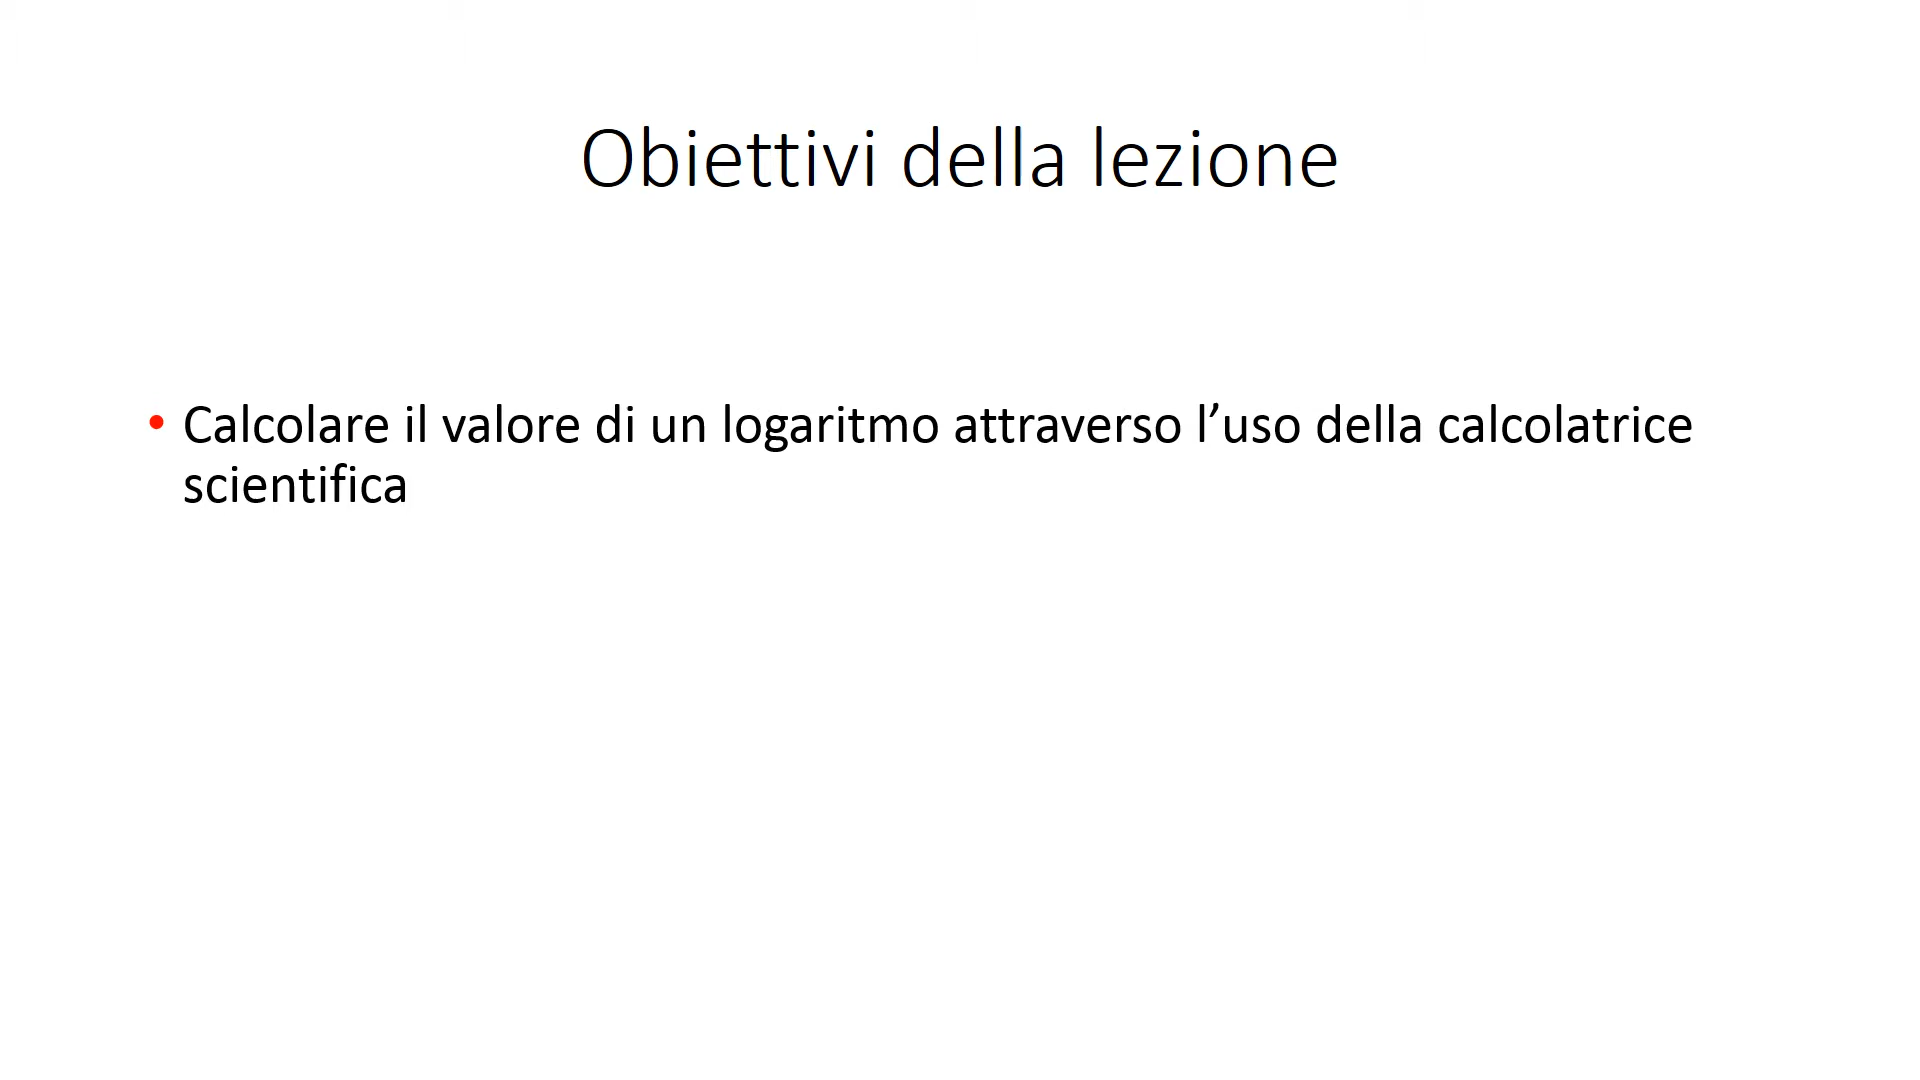 Obiettivi della lezione
• Calcolare il valore di un logaritmo attraverso l’uso della calcolatrice
scientifica